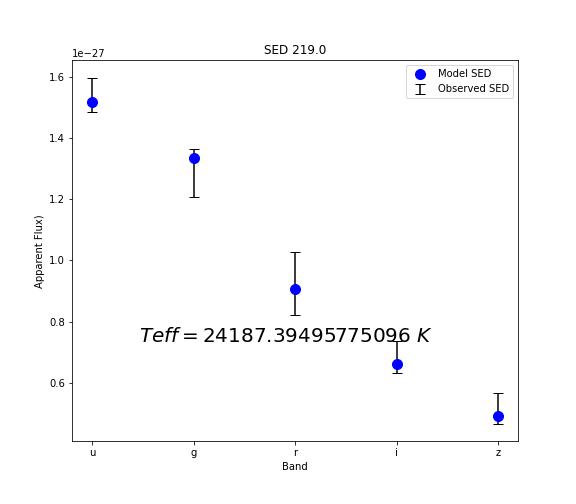 SED 219.0
1e−27
Model SED
Observed SED
1.6
1.4
1.2
1.0
0.8
0.6
Apparent Flux)
Teff = 24187.39495775096 K
u g r i z
Band